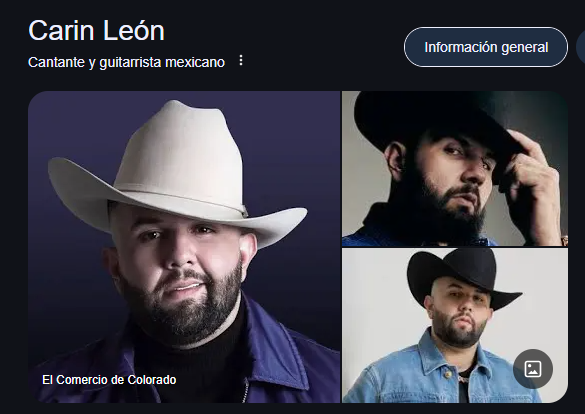 Carin León
Cantante y guitarrista mexicano
Información general
El Comercio de Colorado